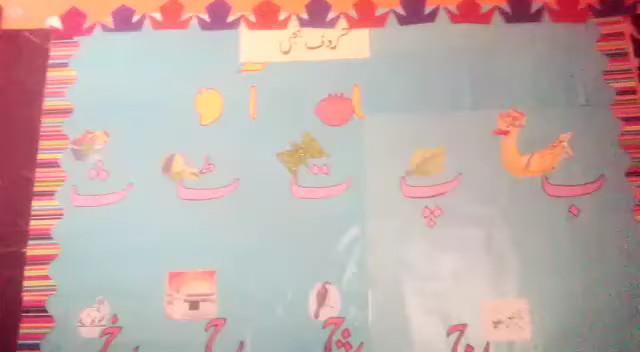 حروف تہجی
آ ا
ب پ ت ٹ ث
ج چ ح خ